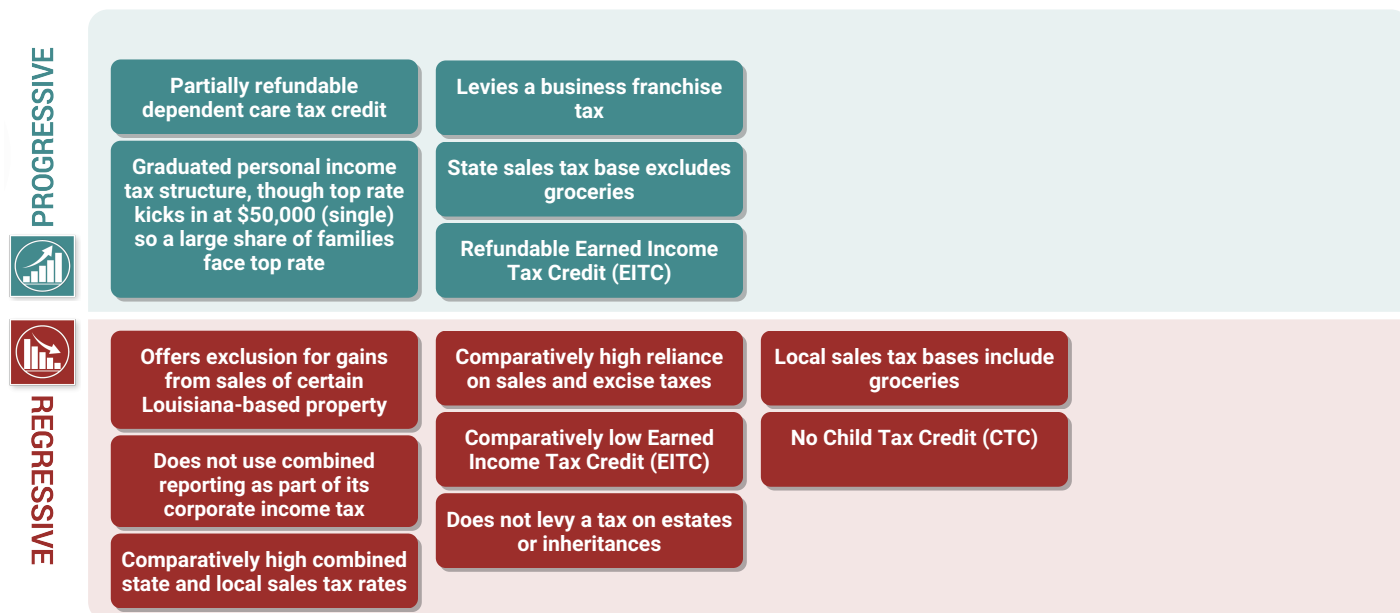 PROGRESSIVE
Partially refundable
dependent care tax credit
Graduated personal income
tax structure, though top rate
kicks in at $50,000 (single)
so a large share of families
face top rate
Levies a business franchise
tax
State sales tax base excludes
groceries
Refundable Earned Income
Tax Credit (EITC)
REGRESSIVE
Offers exclusion for gains
from sales of certain
Louisiana-based property
Does not use combined
reporting as part of its
corporate income tax
Comparatively high combined
state and local sales tax rates
Comparatively high reliance
on sales and excise taxes
Comparatively low Earned
Income Tax Credit (EITC)
Does not levy a tax on estates
or inheritances
Local sales tax bases include
groceries
No Child Tax Credit (CTC)